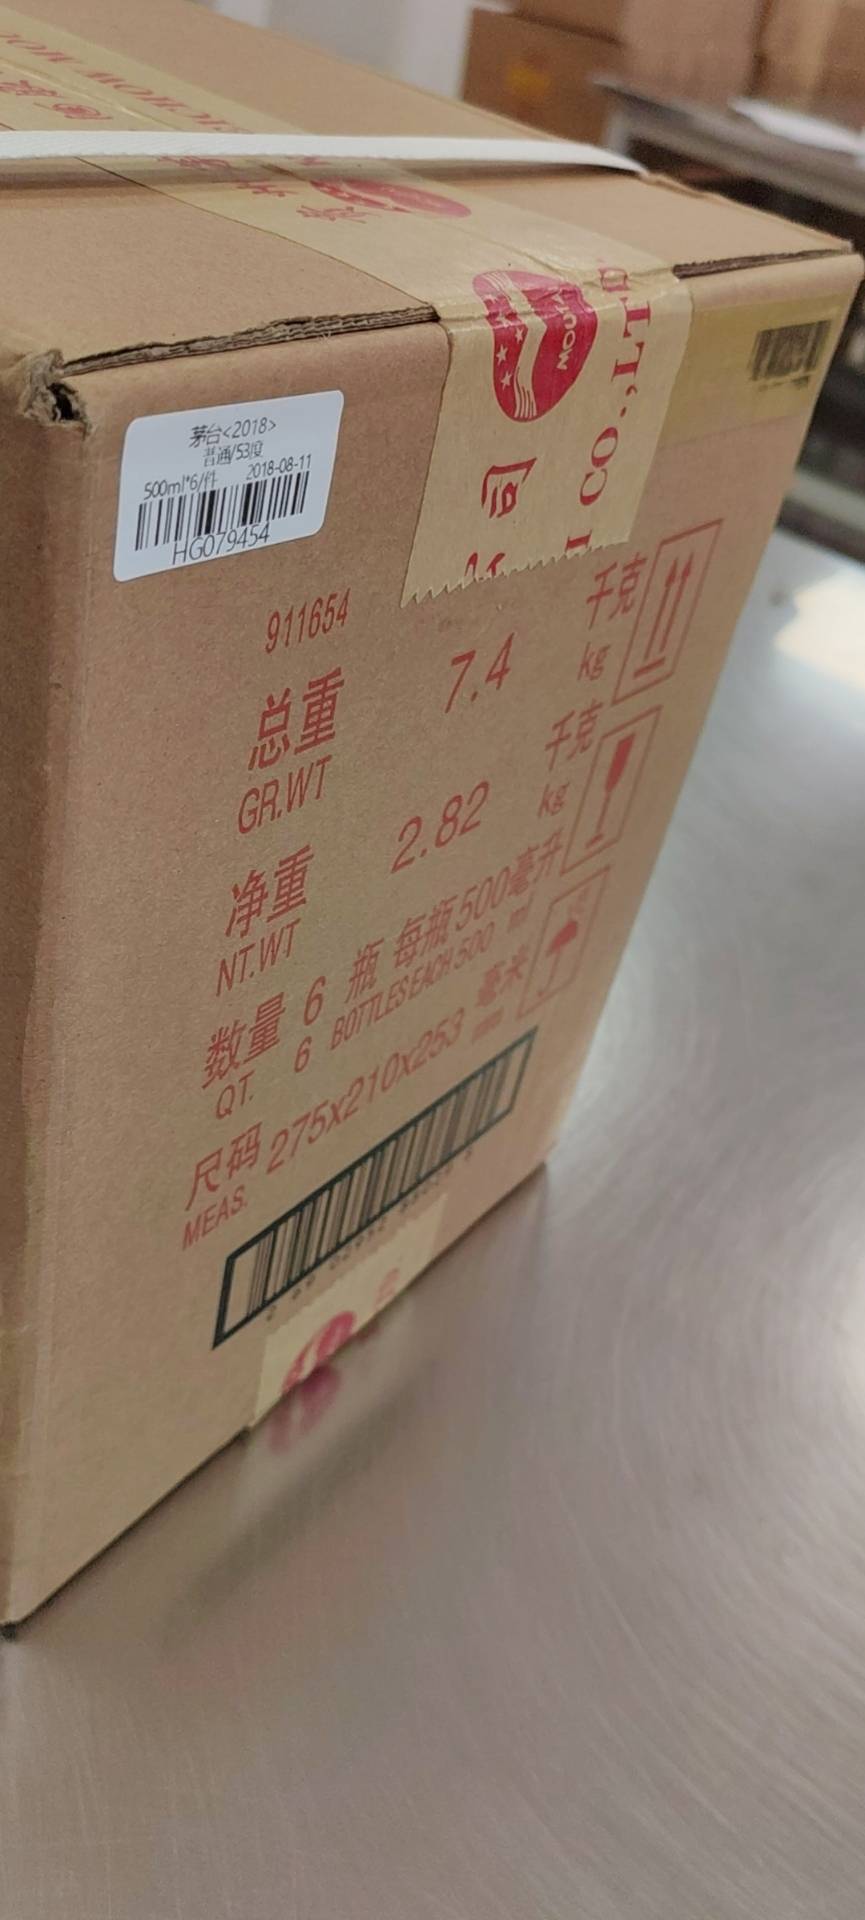 茅台<2018>
普通/53度
500ml*6/件 2018-08-11
HG079454
MOUTAI
司
I CO.,LTD
911654
总重 7.4 千克
GR.WT kg
净重 2.82 千克
NT.WT kg
数量 6 瓶 每瓶500毫升
QT. 6 BOTTLES EACH 500 ml
尺码 275x210x253 毫米
MEAS. mm